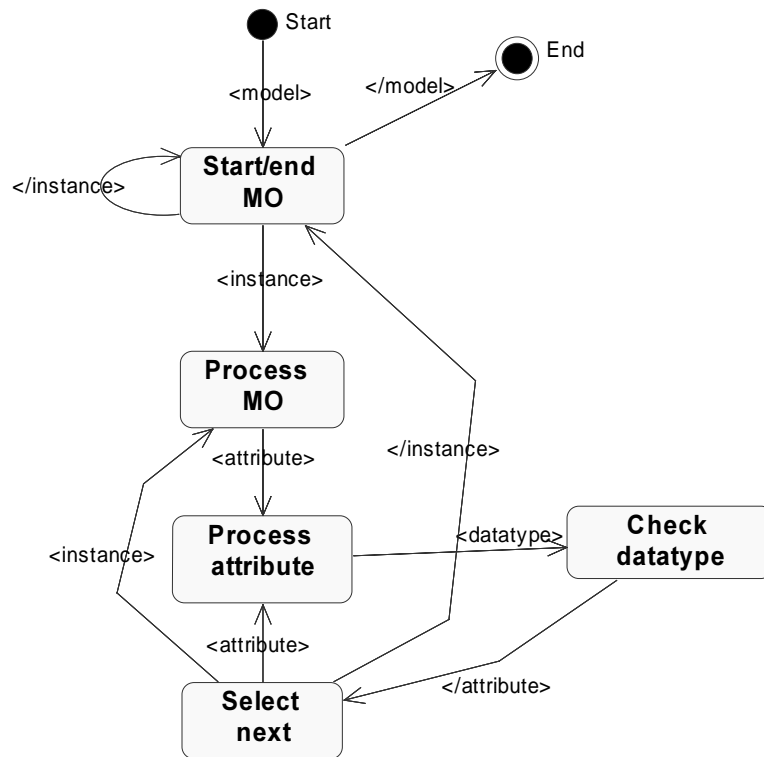 Start
End
<model>
</model>
Start/end
MO
</instance>
<instance>
Process
MO
<attribute>
</instance>
<instance>
Process
attribute
<datatype>
Check
datatype
<attribute>
</attribute>
Select
next